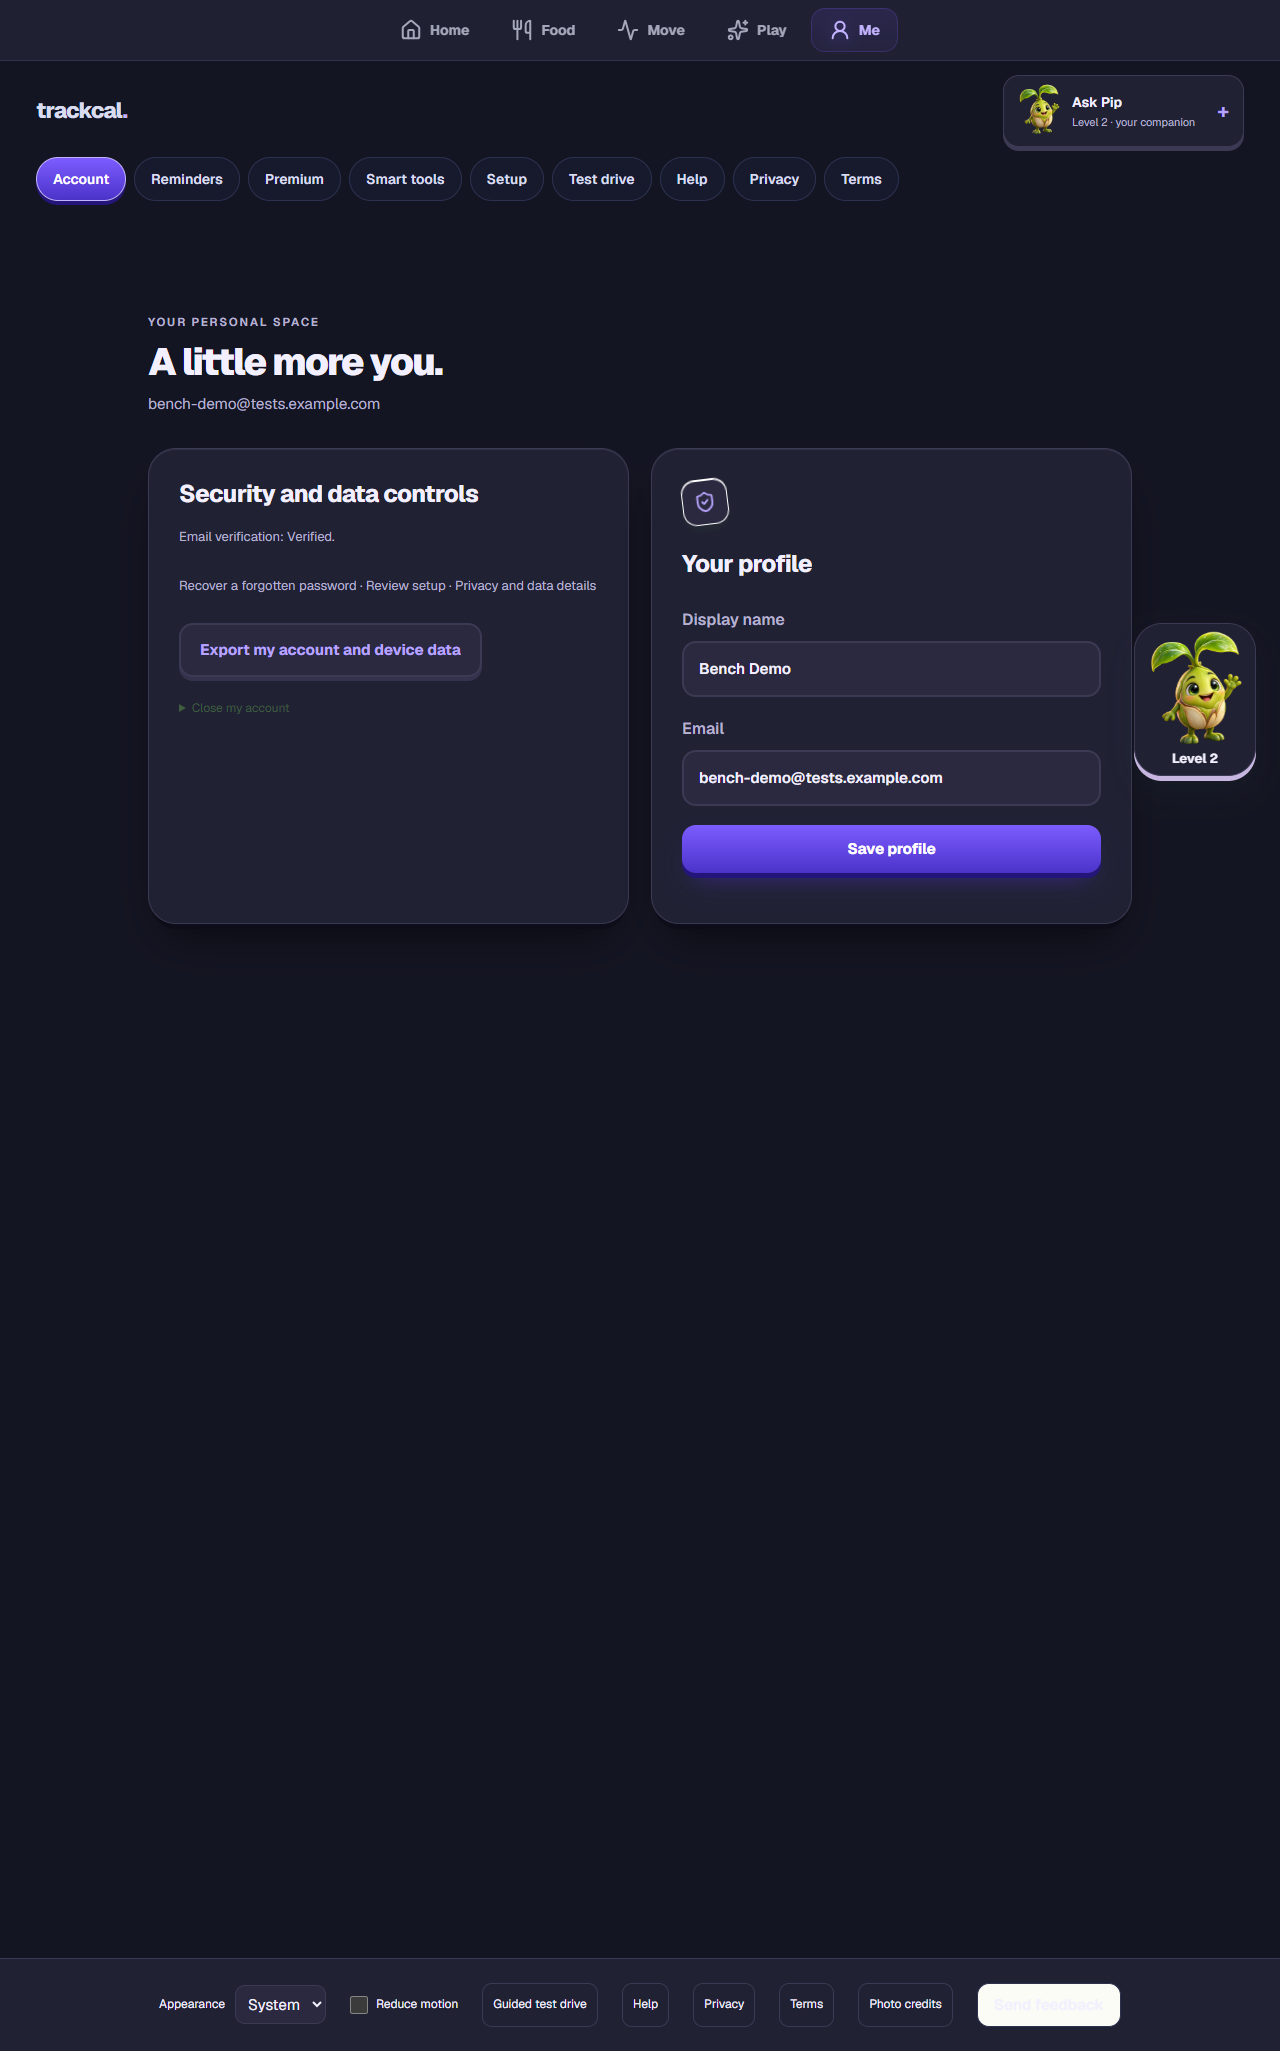 Home
Food
Move
Play
Me
trackcal.
Ask Pip
Level 2 · your companion
+
Account
Reminders
Premium
Smart tools
Setup
Test drive
Help
Privacy
Terms
YOUR PERSONAL SPACE
A little more you.
bench-demo@tests.example.com
Security and data controls
Email verification: Verified.
Recover a forgotten password · Review setup · Privacy and data details
Export my account and device data
Close my account
Your profile
Display name
Bench Demo
Email
bench-demo@tests.example.com
Save profile
Level 2
Appearance
System
Reduce motion
Guided test drive
Help
Privacy
Terms
Photo credits
Send feedback